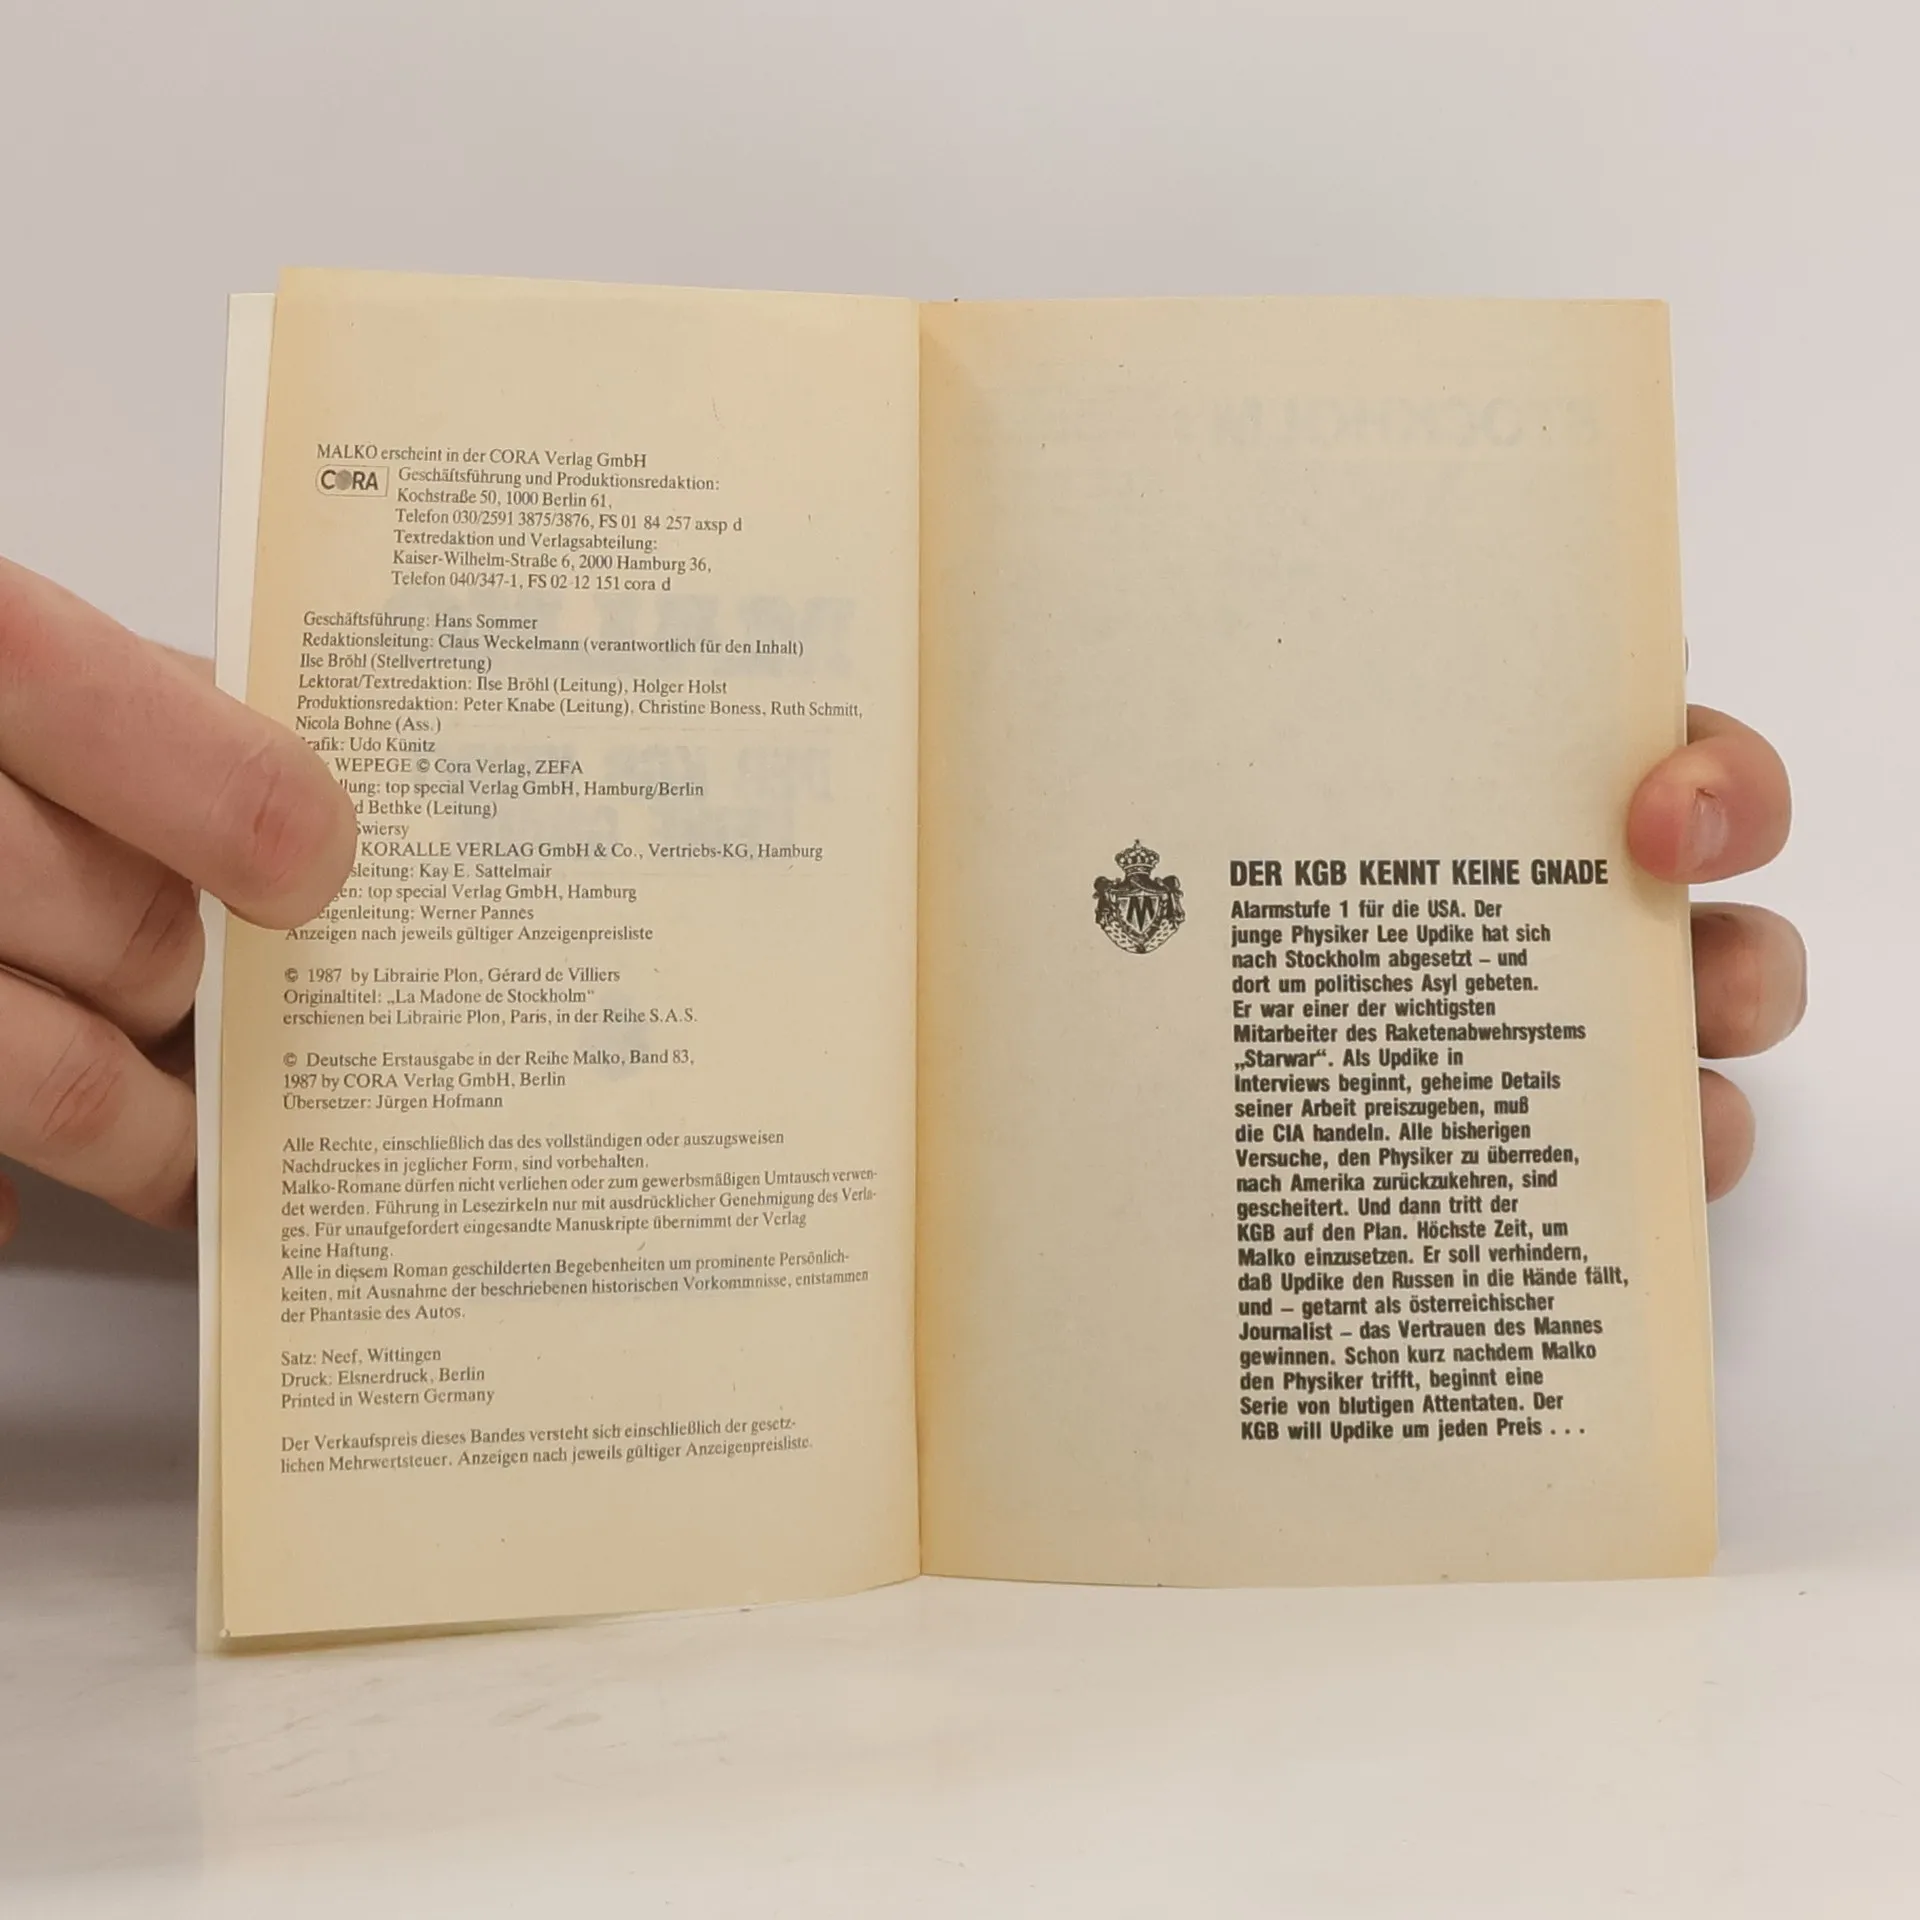 MALKO erscheint in der CORA Verlag GmbH
CORA
Geschäftsführung und Produktionsredaktion:
Kochstraße 50, 1000 Berlin 61,
Telefon 030/2591 3875/3876, FS 01 84 257 axsp d
Textredaktion und Verlagsabteilung:
Kaiser-Wilhelm-Straße 6, 2000 Hamburg 36,
Telefon 040/347-1, FS 02 12 151 cora d
Geschäftsführung: Hans Sommer
Redaktionsleitung: Claus Weckelmann (verantwortlich für den Inhalt)
Ilse Bröhl (Stellvertretung)
Lektorat/Textredaktion: Ilse Bröhl (Leitung), Holger Holst
Produktionsredaktion: Peter Knabe (Leitung), Christine Boness, Ruth Schmitt,
Nicola Bohne (Ass.)
rafik: Udo Künitz
WEPEGE © Cora Verlag, ZEFA
llung: top special Verlag GmbH, Hamburg/Berlin
d Bethke (Leitung)
Swiersy
KORALLE VERLAG GmbH & Co., Vertriebs-KG, Hamburg
sleitung: Kay E. Sattelmair
en: top special Verlag GmbH, Hamburg
eigenleitung: Werner Pannes
Anzeigen nach jeweils gültiger Anzeigenpreisliste
© 1987 by Librairie Plon, Gérard de Villiers
Originaltitel: „La Madone de Stockholm“
erschienen bei Librairie Plon, Paris, in der Reihe S.A.S.
© Deutsche Erstausgabe in der Reihe Malko, Band 83,
1987 by CORA Verlag GmbH, Berlin
Übersetzer: Jürgen Hofmann
Alle Rechte, einschließlich das des vollständigen oder auszugsweisen
Nachdruckes in jeglicher Form, sind vorbehalten.
Malko-Romane dürfen nicht verliehen oder zum gewerbsmäßigen Umtausch verwen-
det werden. Führung in Lesezirkeln nur mit ausdrücklicher Genehmigung des Verla-
ges. Für unaufgefordert eingesandte Manuskripte übernimmt der Verlag
keine Haftung.
Alle in diesem Roman geschilderten Begebenheiten um prominente Persönlich-
keiten, mit Ausnahme der beschriebenen historischen Vorkommnisse, entstammen
der Phantasie des Autos.
Satz: Neef, Wittingen
Druck: Elsnerdruck, Berlin
Printed in Western Germany
Der Verkaufspreis dieses Bandes versteht sich einschließlich der gesetz-
lichen Mehrwertsteuer. Anzeigen nach jeweils gültiger Anzeigenpreisliste.
M
DER KGB KENNT KEINE GNADE
Alarmstufe 1 für die USA. Der
junge Physiker Lee Updike hat sich
nach Stockholm abgesetzt – und
dort um politisches Asyl gebeten.
Er war einer der wichtigsten
Mitarbeiter des Raketenabwehrsystems
„Starwar“. Als Updike in
Interviews beginnt, geheime Details
seiner Arbeit preiszugeben, muß
die CIA handeln. Alle bisherigen
Versuche, den Physiker zu überreden,
nach Amerika zurückzukehren, sind
gescheitert. Und dann tritt der
KGB auf den Plan. Höchste Zeit, um
Malko einzusetzen. Er soll verhindern,
daß Updike den Russen in die Hände fällt,
und – getarnt als österreichischer
Journalist – das Vertrauen des Mannes
gewinnen. Schon kurz nachdem Malko
den Physiker trifft, beginnt eine
Serie von blutigen Attentaten. Der
KGB will Updike um jeden Preis . . .